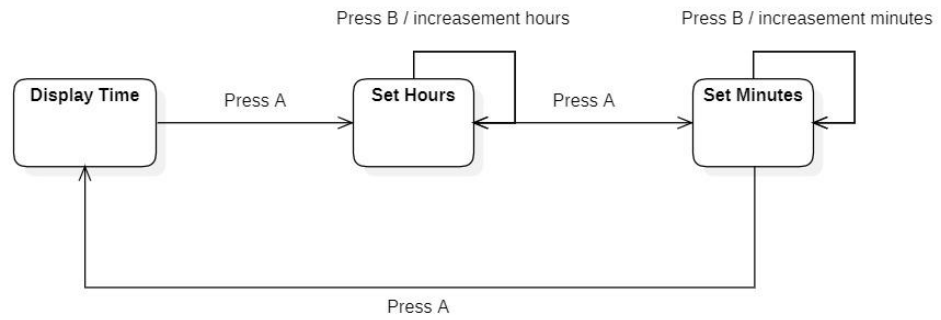 Press B / increasement hours
Press B / increasement minutes
Display Time
Press A
Set Hours
Press A
Set Minutes
Press A